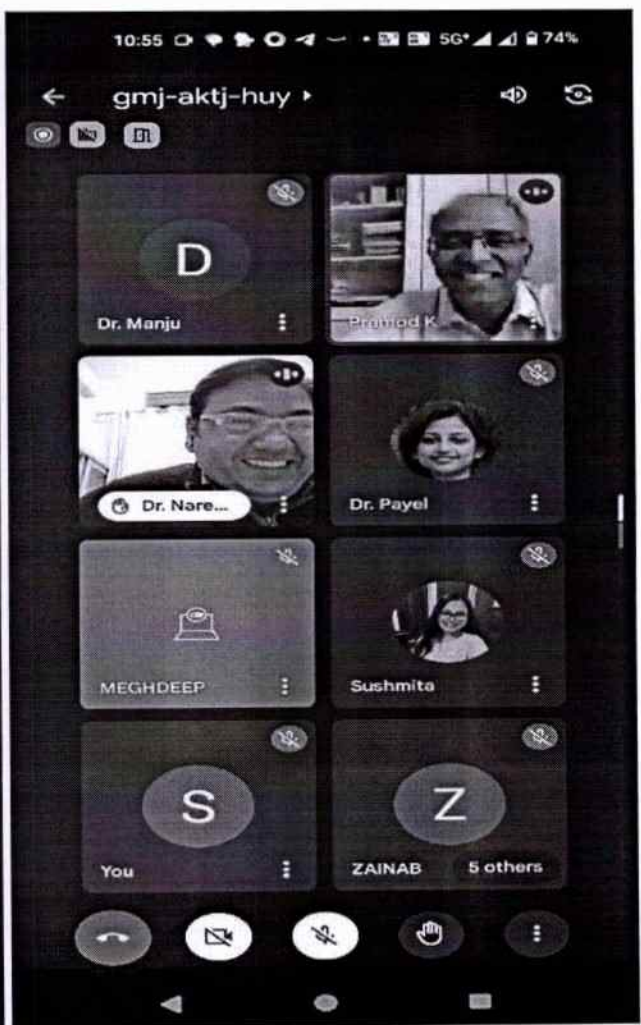 10:55 5G+ 74%
gmj-aktj-huy
D
Dr. Manju
Pramod K
Dr. Nare...
Dr. Payel
MEGHDEEP
Sushmita
S
You
Z
ZAINAB 5 others